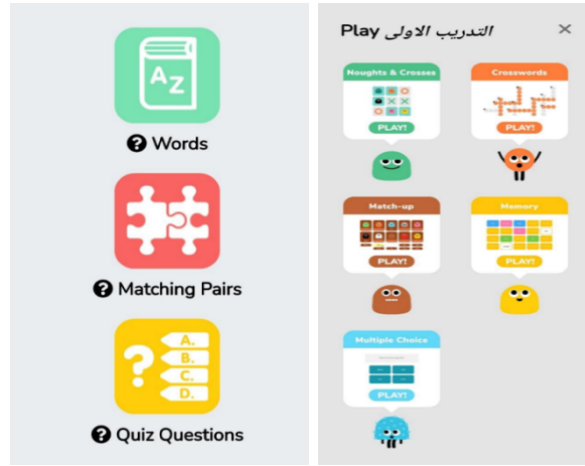 AZ
Words
Matching Pairs
?
A.
B.
C.
D.
Quiz Questions
Play التدريب الاولى
×
Noughts & Crosses
PLAY!
Crosswords
PLAY!
Match-up
PLAY!
Memory
PLAY!
Multiple Choice
PLAY!